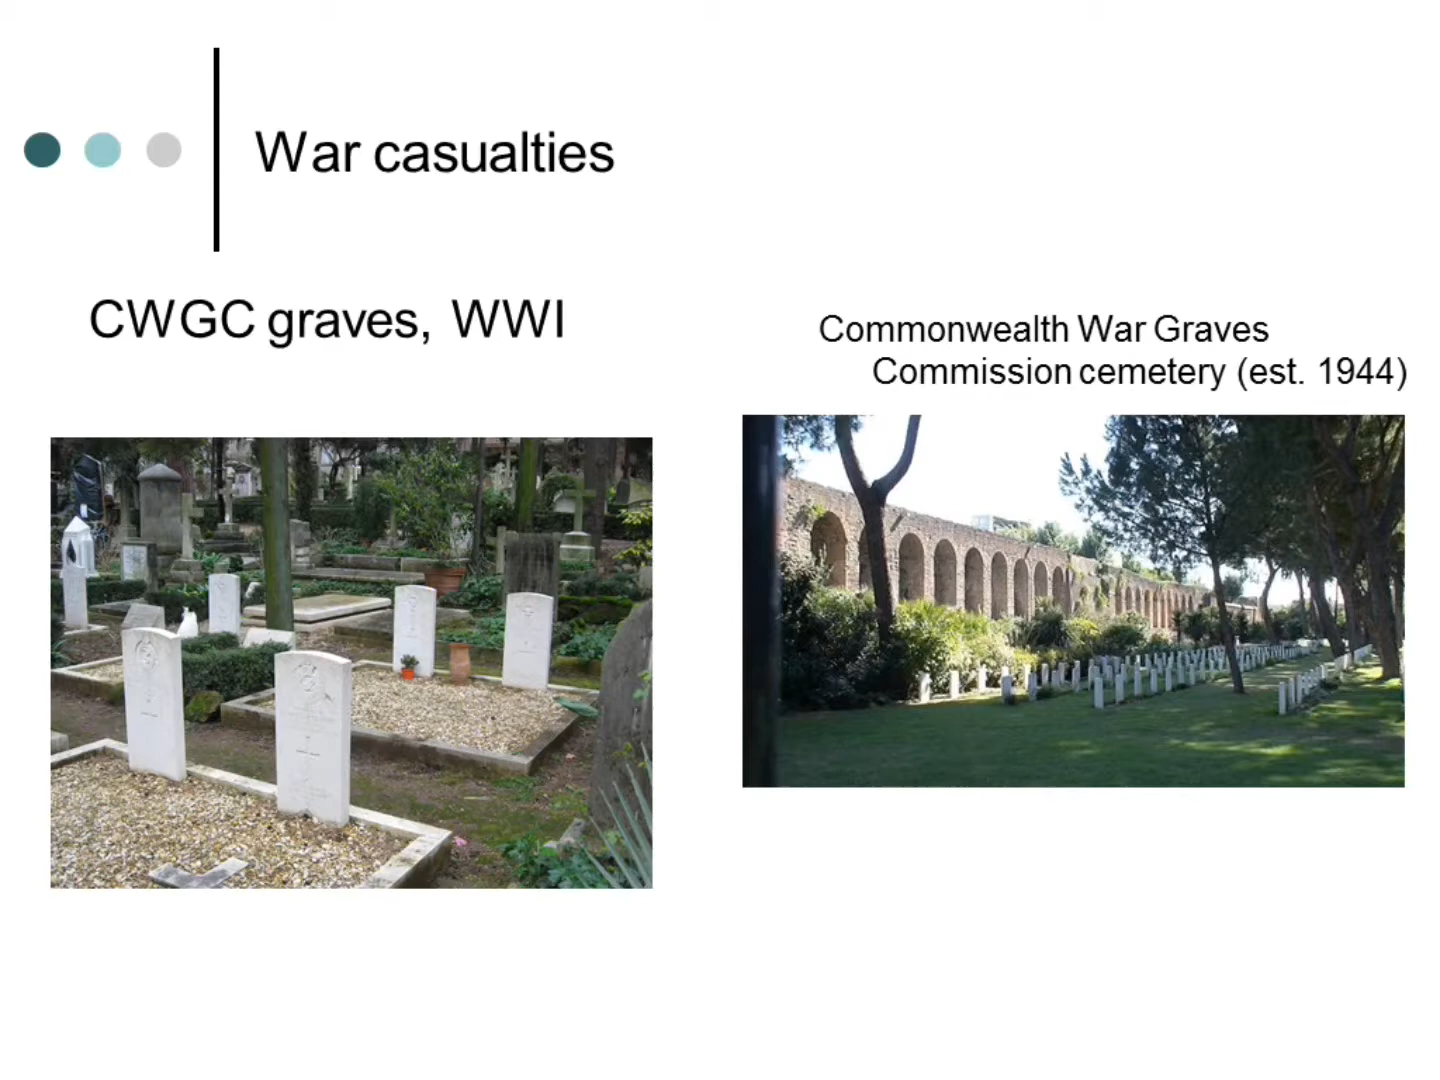 War casualties
CWGC graves, WWI
Commonwealth War Graves
Commission cemetery (est. 1944)